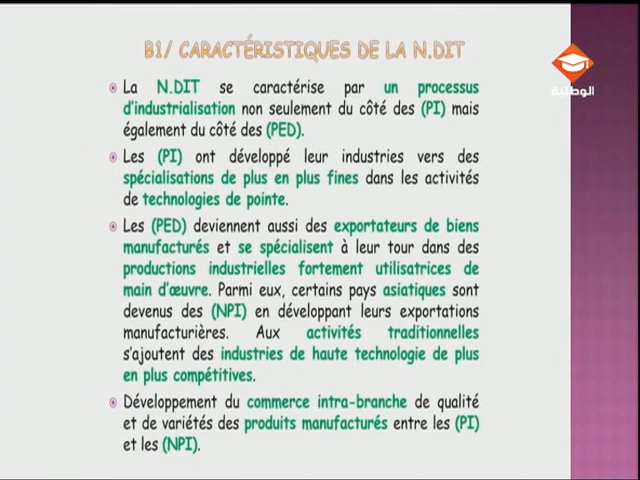 B1/ CARACTÉRISTIQUES DE LA N.DIT
الوطنية
La N.DIT se caractérise par un processus
d'industrialisation non seulement du côté des (PI) mais
également du côté des (PED).
Les (PI) ont développé leur industries vers des
spécialisations de plus en plus fines dans les activités
de technologies de pointe.
Les (PED) deviennent aussi des exportateurs de biens
manufacturés et se spécialisent à leur tour dans des
productions industrielles fortement utilisatrices de
main d'œuvre. Parmi eux, certains pays asiatiques sont
devenus des (NPI) en développant leurs exportations
manufacturières. Aux activités traditionnelles
s'ajoutent des industries de haute technologie de plus
en plus compétitives.
Développement du commerce intra-branche de qualité
et de variétés des produits manufacturés entre les (PI)
et les (NPI).